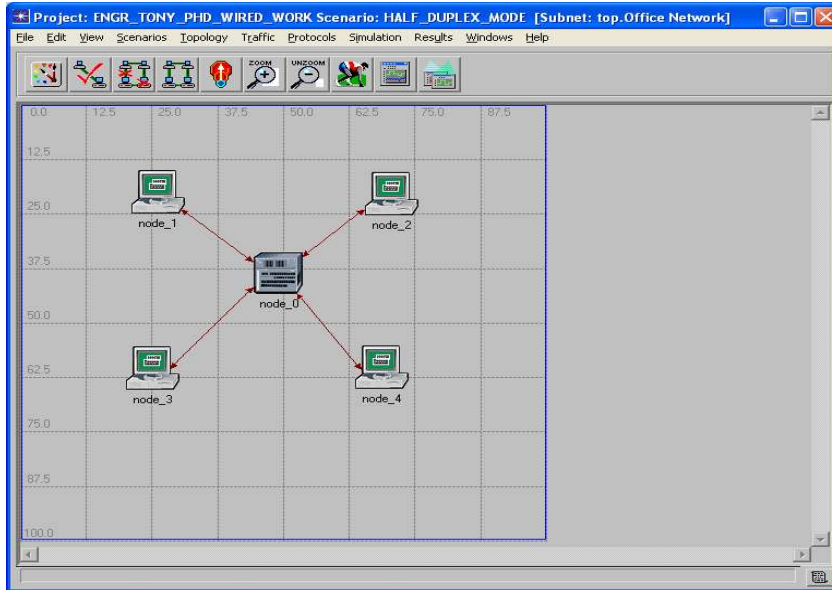 Project: ENGR_TONY_PHD_WIRED_WORK Scenario: HALF_DUPLEX_MODE [Subnet: top.Office Network]
File Edit View Scenarios Topology Traffic Protocols Simulation Results Windows Help
ZOOM UNZOOM
0.0 12.5 25.0 37.5 50.0 62.5 75.0 87.5
12.5
25.0
node_1 node_2
37.5
node_0
50.0
62.5
node_3 node_4
75.0
87.5
100.0